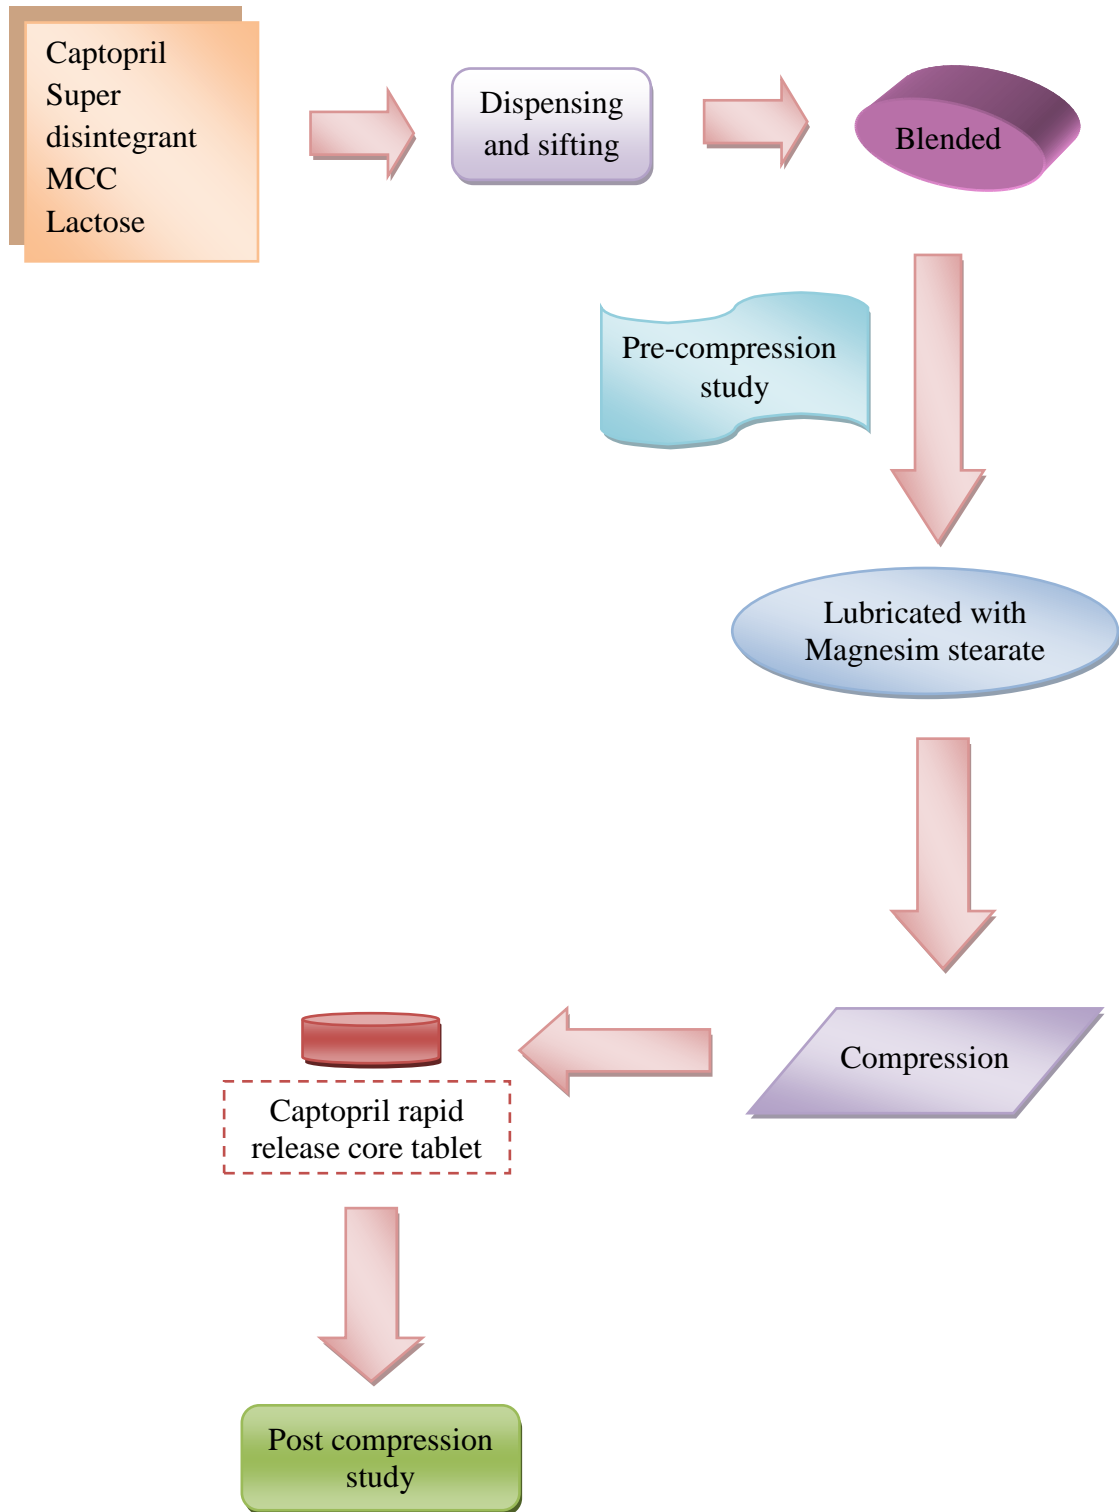 Captopril
Super
disintegrant
MCC
Lactose
Dispensing
and sifting
Blended
Pre-compression
study
Lubricated with
Magnesim stearate
Compression
Captopril rapid
release core tablet
Post compression
study